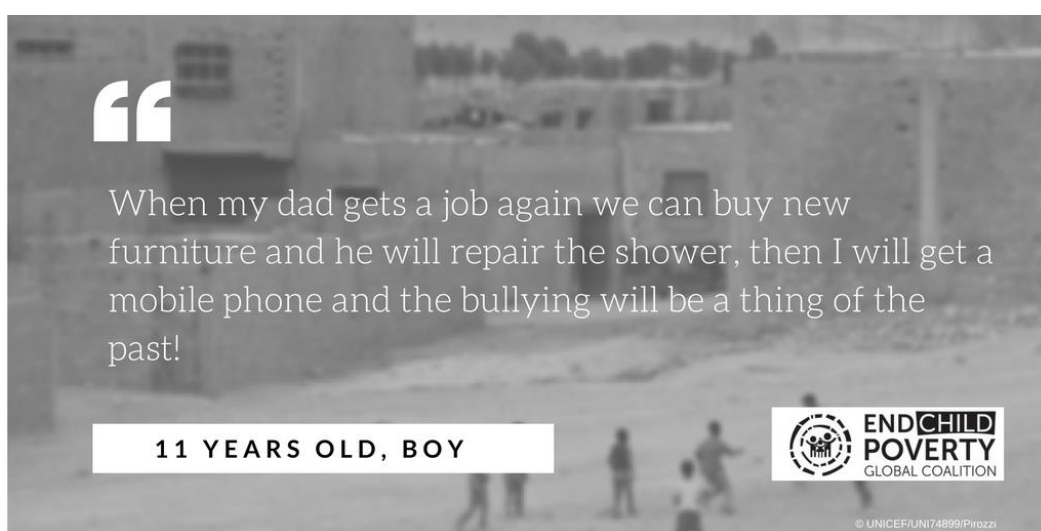 “
When my dad gets a job again we can buy new
furniture and he will repair the shower, then I will get a
mobile phone and the bullying will be a thing of the
past!
11 YEARS OLD, BOY
END CHILD
POVERTY
GLOBAL COALITION
© UNICEF/UNI74899/Pirozzi